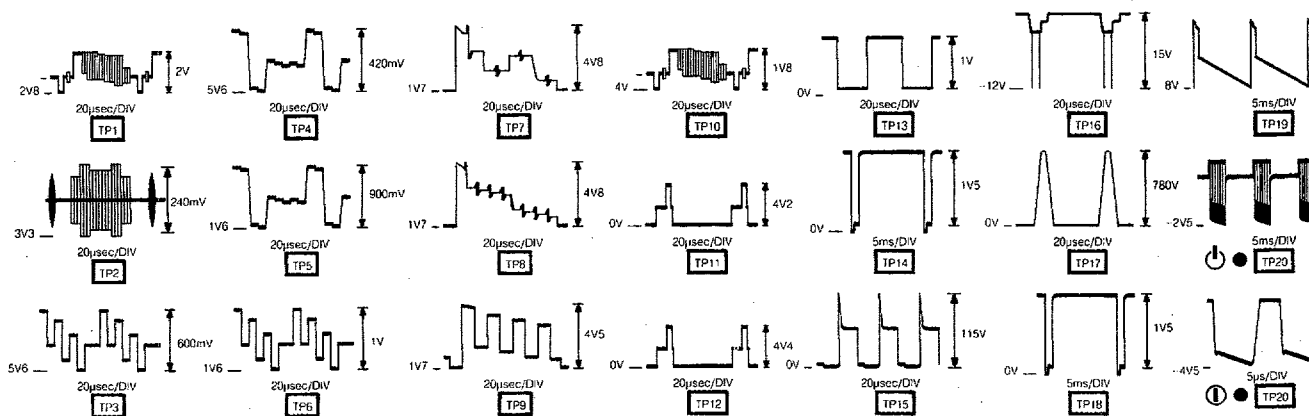 2V8
2V
20µsec/DIV
TP1
5V6
420mV
20µsec/DIV
TP4
1V7
4V8
20µsec/DIV
TP7
4V
1V8
20µsec/DIV
TP10
0V
1V
20µsec/DIV
TP13
-12V
15V
20µsec/DIV
TP16
8V
5ms/DIV
TP19
3V3
240mV
20µsec/DIV
TP2
1V6
900mV
20µsec/DIV
TP5
1V7
4V8
20µsec/DIV
TP8
0V
4V2
20µsec/DIV
TP11
0V
1V5
5ms/DIV
TP14
0V
780V
20µsec/DIV
TP17
-2V5
5ms/DIV
TP20
5V6
600mV
20µsec/DIV
TP3
1V6
1V
20µsec/DIV
TP6
1V7
4V5
20µsec/DIV
TP9
0V
4V4
20µsec/DIV
TP12
0V
115V
20µsec/DIV
TP15
0V
1V5
5ms/DIV
TP18
-4V5
5µs/DIV
TP20